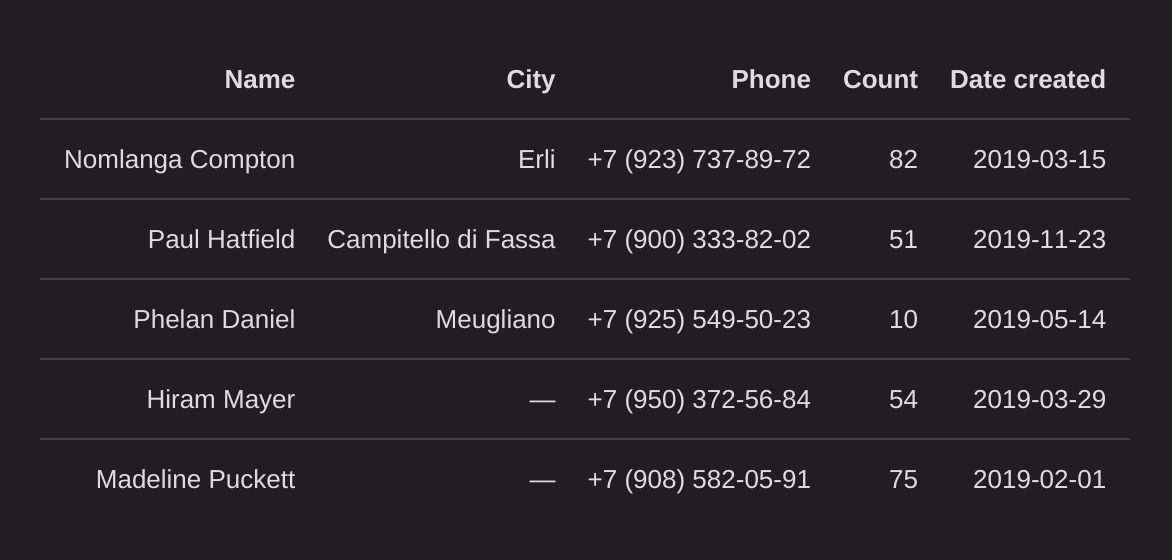 Name City Phone Count Date created
Nomlanga Compton Erli +7 (923) 737-89-72 82 2019-03-15
Paul Hatfield Campitello di Fassa +7 (900) 333-82-02 51 2019-11-23
Phelan Daniel Meugliano +7 (925) 549-50-23 10 2019-05-14
Hiram Mayer — +7 (950) 372-56-84 54 2019-03-29
Madeline Puckett — +7 (908) 582-05-91 75 2019-02-01